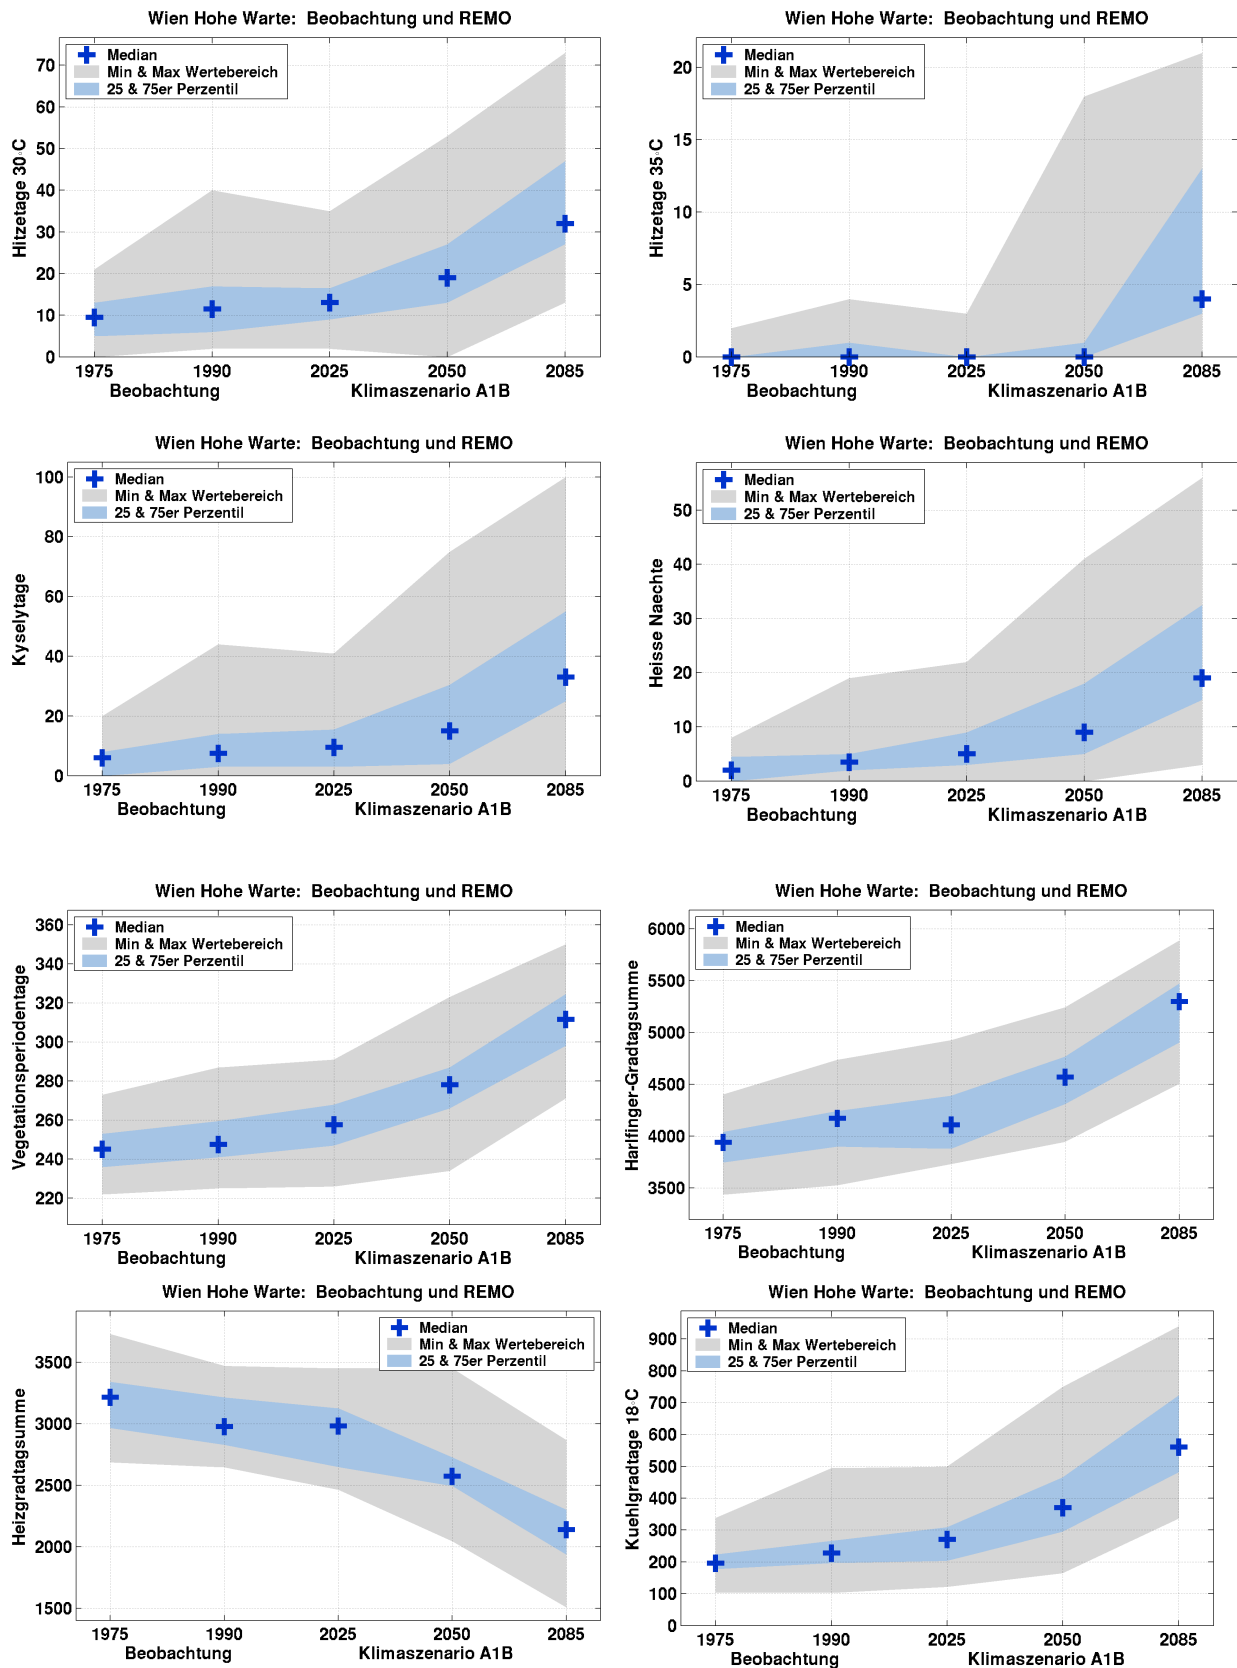 Wien Hohe Warte: Beobachtung und REMO
Median
Min & Max Wertebereich
25 & 75er Perzentil
Hitzetage 30°C
70
60
50
40
30
20
10
0
1975 1990 2025 2050 2085
Beobachtung Klimaszenario A1B
Wien Hohe Warte: Beobachtung und REMO
Median
Min & Max Wertebereich
25 & 75er Perzentil
Hitzetage 35°C
20
15
10
5
0
1975 1990 2025 2050 2085
Beobachtung Klimaszenario A1B
Wien Hohe Warte: Beobachtung und REMO
Median
Min & Max Wertebereich
25 & 75er Perzentil
Kyselytage
100
80
60
40
20
0
1975 1990 2025 2050 2085
Beobachtung Klimaszenario A1B
Wien Hohe Warte: Beobachtung und REMO
Median
Min & Max Wertebereich
25 & 75er Perzentil
Heisse Naechte
50
40
30
20
10
0
1975 1990 2025 2050 2085
Beobachtung Klimaszenario A1B
Wien Hohe Warte: Beobachtung und REMO
Median
Min & Max Wertebereich
25 & 75er Perzentil
Vegetationsperiodentage
360
340
320
300
280
260
240
220
1975 1990 2025 2050 2085
Beobachtung Klimaszenario A1B
Wien Hohe Warte: Beobachtung und REMO
Median
Min & Max Wertebereich
25 & 75er Perzentil
Harlfinger-Gradtagsumme
6000
5500
5000
4500
4000
3500
1975 1990 2025 2050 2085
Beobachtung Klimaszenario A1B
Wien Hohe Warte: Beobachtung und REMO
Median
Min & Max Wertebereich
25 & 75er Perzentil
Heizgradtagsumme
3500
3000
2500
2000
1500
1975 1990 2025 2050 2085
Beobachtung Klimaszenario A1B
Wien Hohe Warte: Beobachtung und REMO
Median
Min & Max Wertebereich
25 & 75er Perzentil
Kuehlgradtage 18°C
900
800
700
600
500
400
300
200
100
0
1975 1990 2025 2050 2085
Beobachtung Klimaszenario A1B